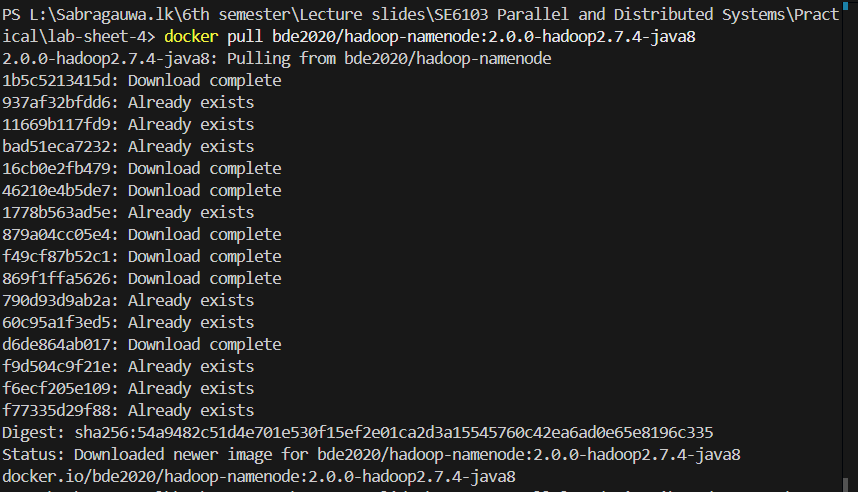 PS L:\Sabragauwa.lk\6th semester\Lecture slides\SE6103 Parallel and Distributed Systems\Pract
ical\lab-sheet-4> docker pull bde2020/hadoop-namenode:2.0.0-hadoop2.7.4-java8
2.0.0-hadoop2.7.4-java8: Pulling from bde2020/hadoop-namenode
1b5c5213415d: Download complete
937af32bfdd6: Already exists
11669b117fd9: Already exists
bad51eca7232: Already exists
16cb0e2fb479: Download complete
46210e4b5de7: Download complete
1778b563ad5e: Already exists
879a04cc05e4: Download complete
f49cf87b52c1: Download complete
869f1ffa5626: Download complete
790d93d9ab2a: Already exists
60c95a1f3ed5: Already exists
d6de864ab017: Download complete
f9d504c9f21e: Already exists
f6ecf205e109: Already exists
f77335d29f88: Already exists
Digest: sha256:54a9482c51d4e701e530f15ef2e01ca2d3a15545760c42ea6ad0e65e8196c335
Status: Downloaded newer image for bde2020/hadoop-namenode:2.0.0-hadoop2.7.4-java8
docker.io/bde2020/hadoop-namenode:2.0.0-hadoop2.7.4-java8